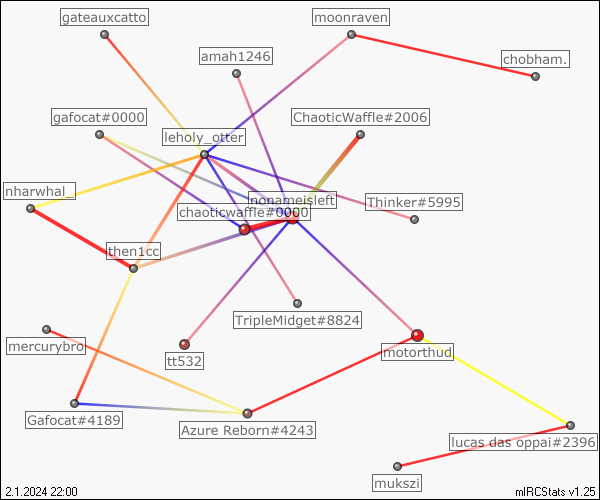 gateauxcatto
moonraven
amah1246
chobham.
gafocat#0000
ChaoticWaffle#2006
leholy_otter
nharwhal_
nonameisleft
Thinker#5995
chaoticwaffle#0000
then1cc
TripleMidget#8824
mercurybro
motorthud
tt532
Gafocat#4189
Azure Reborn#4243
lucas das oppai#2396
mukszi
2.1.2024 22:00
mIRCStats v1.25